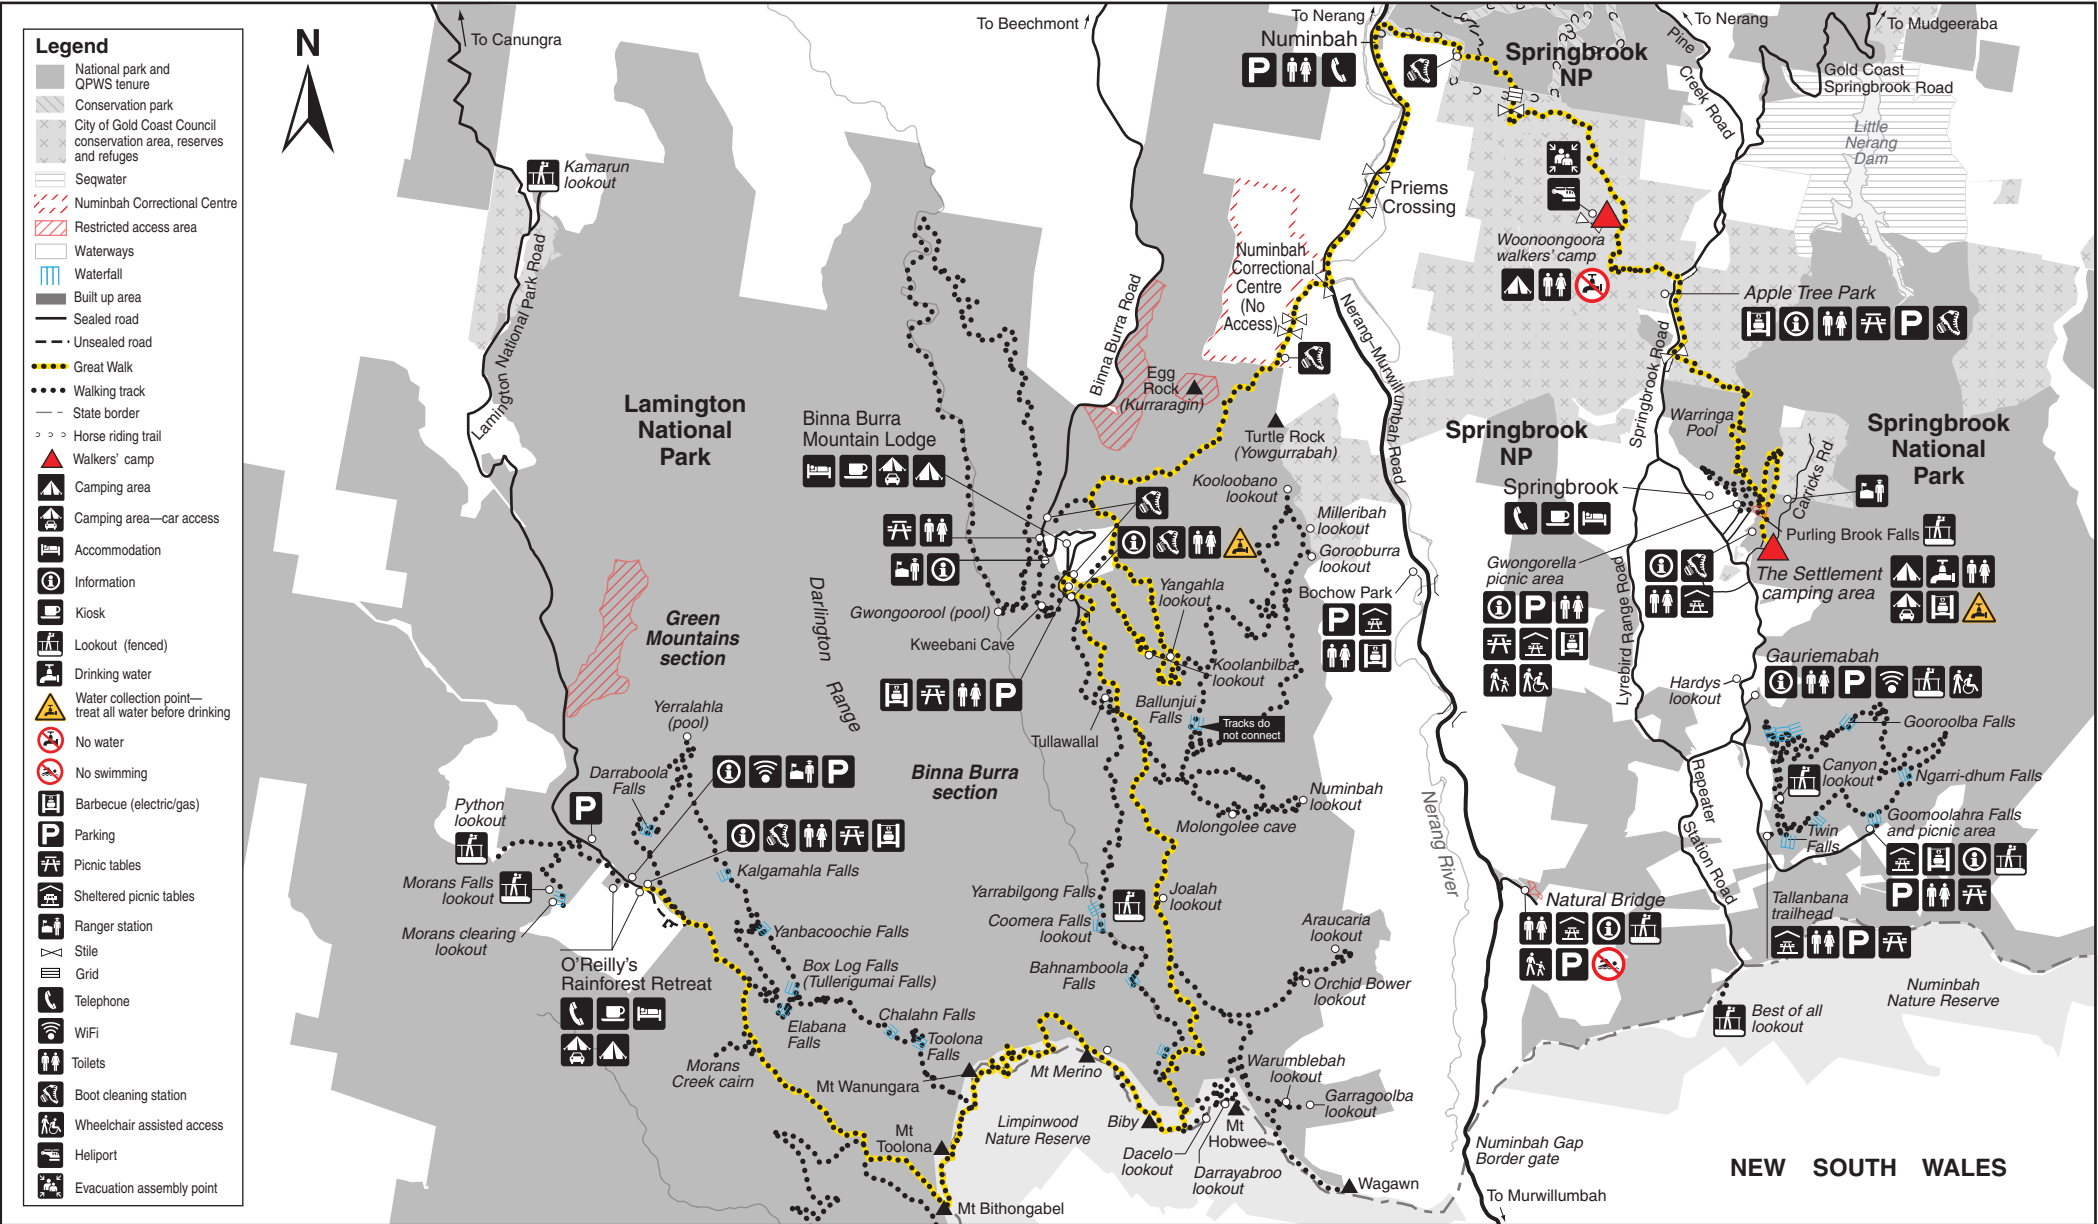 Legend
National park and
QPWS tenure
Conservation park
City of Gold Coast Council
conservation area, reserves
and refuges
Seqwater
Numinbah Correctional Centre
Restricted access area
Waterways
Waterfall
Built up area
Sealed road
Unsealed road
Great Walk
Walking track
State border
Horse riding trail
Walkers' camp
Camping area
Camping area—car access
Accommodation
Information
Kiosk
Lookout (fenced)
Drinking water
Water collection point—
treat all water before drinking
No water
No swimming
Barbecue (electric/gas)
P
Parking
Picnic tables
Sheltered picnic tables
Ranger station
Stile
Grid
Telephone
WiFi
Toilets
Boot cleaning station
Wheelchair assisted access
Heliport
Evacuation assembly point
N
To Canungra
Kamarun
lookout
Lamington National Park Road
Lamington
National
Park
Green
Mountains
section
Darlington
Range
Yerralahla
(pool)
Darraboola
Falls
P
P
Python
lookout
Morans Falls
lookout
Morans clearing
lookout
Kalgamahla Falls
Yanbacoochie Falls
Box Log Falls
(Tullerigumai Falls)
O'Reilly's
Rainforest Retreat
Elabana
Falls
Chalahn Falls
Toolona
Falls
Morans
Creek cairn
Mt Wanungara
Mt
Toolona
Mt Bithongabel
To Beechmont
Binna Burra Road
Egg
Rock
(Kurraragin)
Binna Burra
Mountain Lodge
Gwongoorool (pool)
Kweebani Cave
P
Tullawallal
Binna Burra
section
Turtle Rock
(Yowgurrabah)
Kooloobano
lookout
Milleribah
lookout
Gorooburra
lookout
Yangahla
lookout
Koolanbilba
lookout
Ballunjui
Falls
Tracks do
not connect
Numinbah
lookout
Molongolee cave
Yarrabilgong Falls
Coomera Falls
lookout
Joalah
lookout
Bahnamboola
Falls
Araucaria
lookout
Orchid Bower
lookout
Mt Merino
Limpinwood
Nature Reserve
Biby
Dacelo
lookout
Darrayabroo
lookout
Mt
Hobwee
Warumblebah
lookout
Garragoolba
lookout
Wagawn
To Nerang
Numinbah
P
Springbrook
NP
Priems
Crossing
Numinbah
Correctional
Centre
(No
Access)
Nerang–Murwillumbah Road
Bochow Park
P
Nerang River
Woonoongoora
walkers' camp
To Nerang
Pine
Creek Road
To Mudgeeraba
Gold Coast
Springbrook Road
Little
Nerang
Dam
Apple Tree Park
P
Springbrook Road
Warringa
Pool
Springbrook
NP
Springbrook
National
Park
Carricks Rd
Springbrook
Purling Brook Falls
Gwongorella
picnic area
P
The Settlement
camping area
Lyrebird Range Road
Hardys
lookout
Gauriemabah
P
Gooroolba Falls
Canyon
lookout
Ngarri-dhum Falls
Repeater
Station Road
Twin
Falls
Goomoolahra Falls
and picnic area
P
Tallanbana
trailhead
P
Natural Bridge
P
Best of all
lookout
Numinbah
Nature Reserve
Numinbah Gap
Border gate
To Murwillumbah
NEW SOUTH WALES